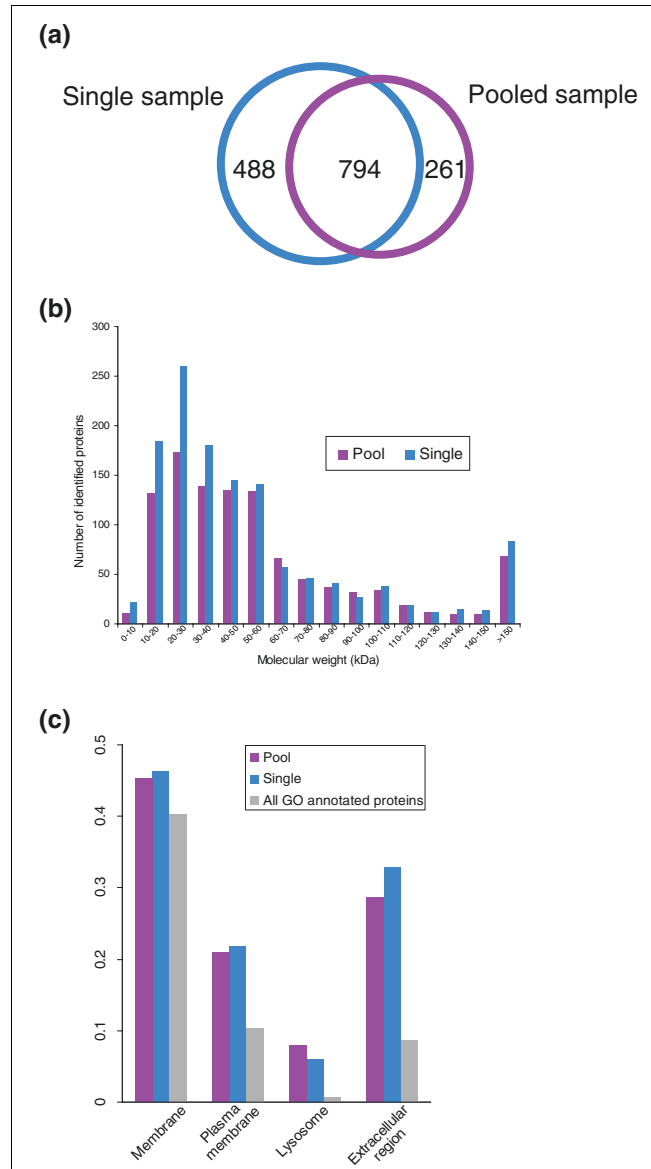 (a)
Single sample
Pooled sample
488
794
261
(b)
Number of identified proteins
300
250
200
150
100
50
0
Pool
Single
0-10
10-20
20-30
30-40
40-50
50-60
60-70
70-80
80-90
90-100
100-110
110-120
120-130
130-140
140-150
>150
Molecular weight (kDa)
(c)
0.5
0.4
0.3
0.2
0.1
0
Pool
Single
All GO annotated proteins
Membrane
Plasma
membrane
Lysosome
Extracellular
region